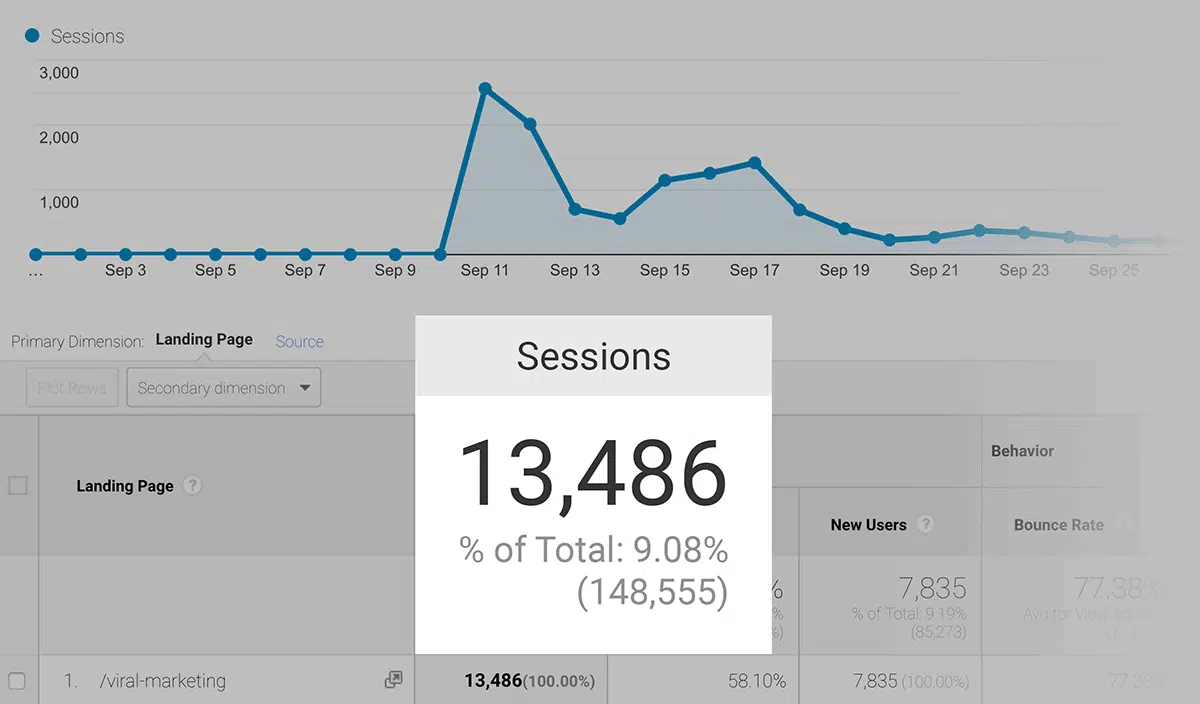 Sessions
3,000
2,000
1,000
... Sep 3 Sep 5 Sep 7 Sep 9 Sep 11 Sep 13 Sep 15 Sep 17 Sep 19 Sep 21 Sep 23 Sep 25
Primary Dimension: Landing Page Source
Plot Rows Secondary dimension
Sessions
Behavior
Landing Page ?
New Users ?
Bounce Rate ?
13,486
% of Total: 9.08%
(148,555)
%
%)
7,835
% of Total: 9.19%
(85,273)
77.38%
Avg for View:
1. /viral-marketing 13,486(100.00%) 58.10% 7,835 (100.00%) 77.38%